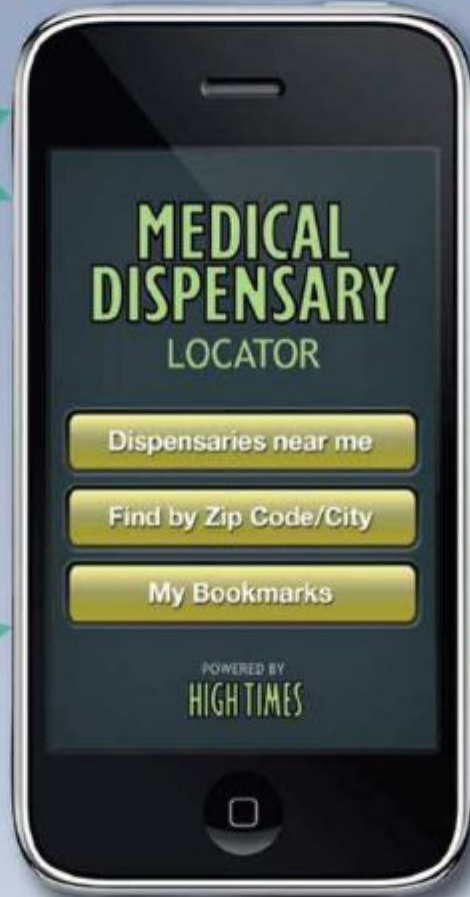 MEDICAL
DISPENSARY
LOCATOR
Dispensaries near me
Find by Zip Code/City
My Bookmarks
POWERED BY
HIGH TIMES